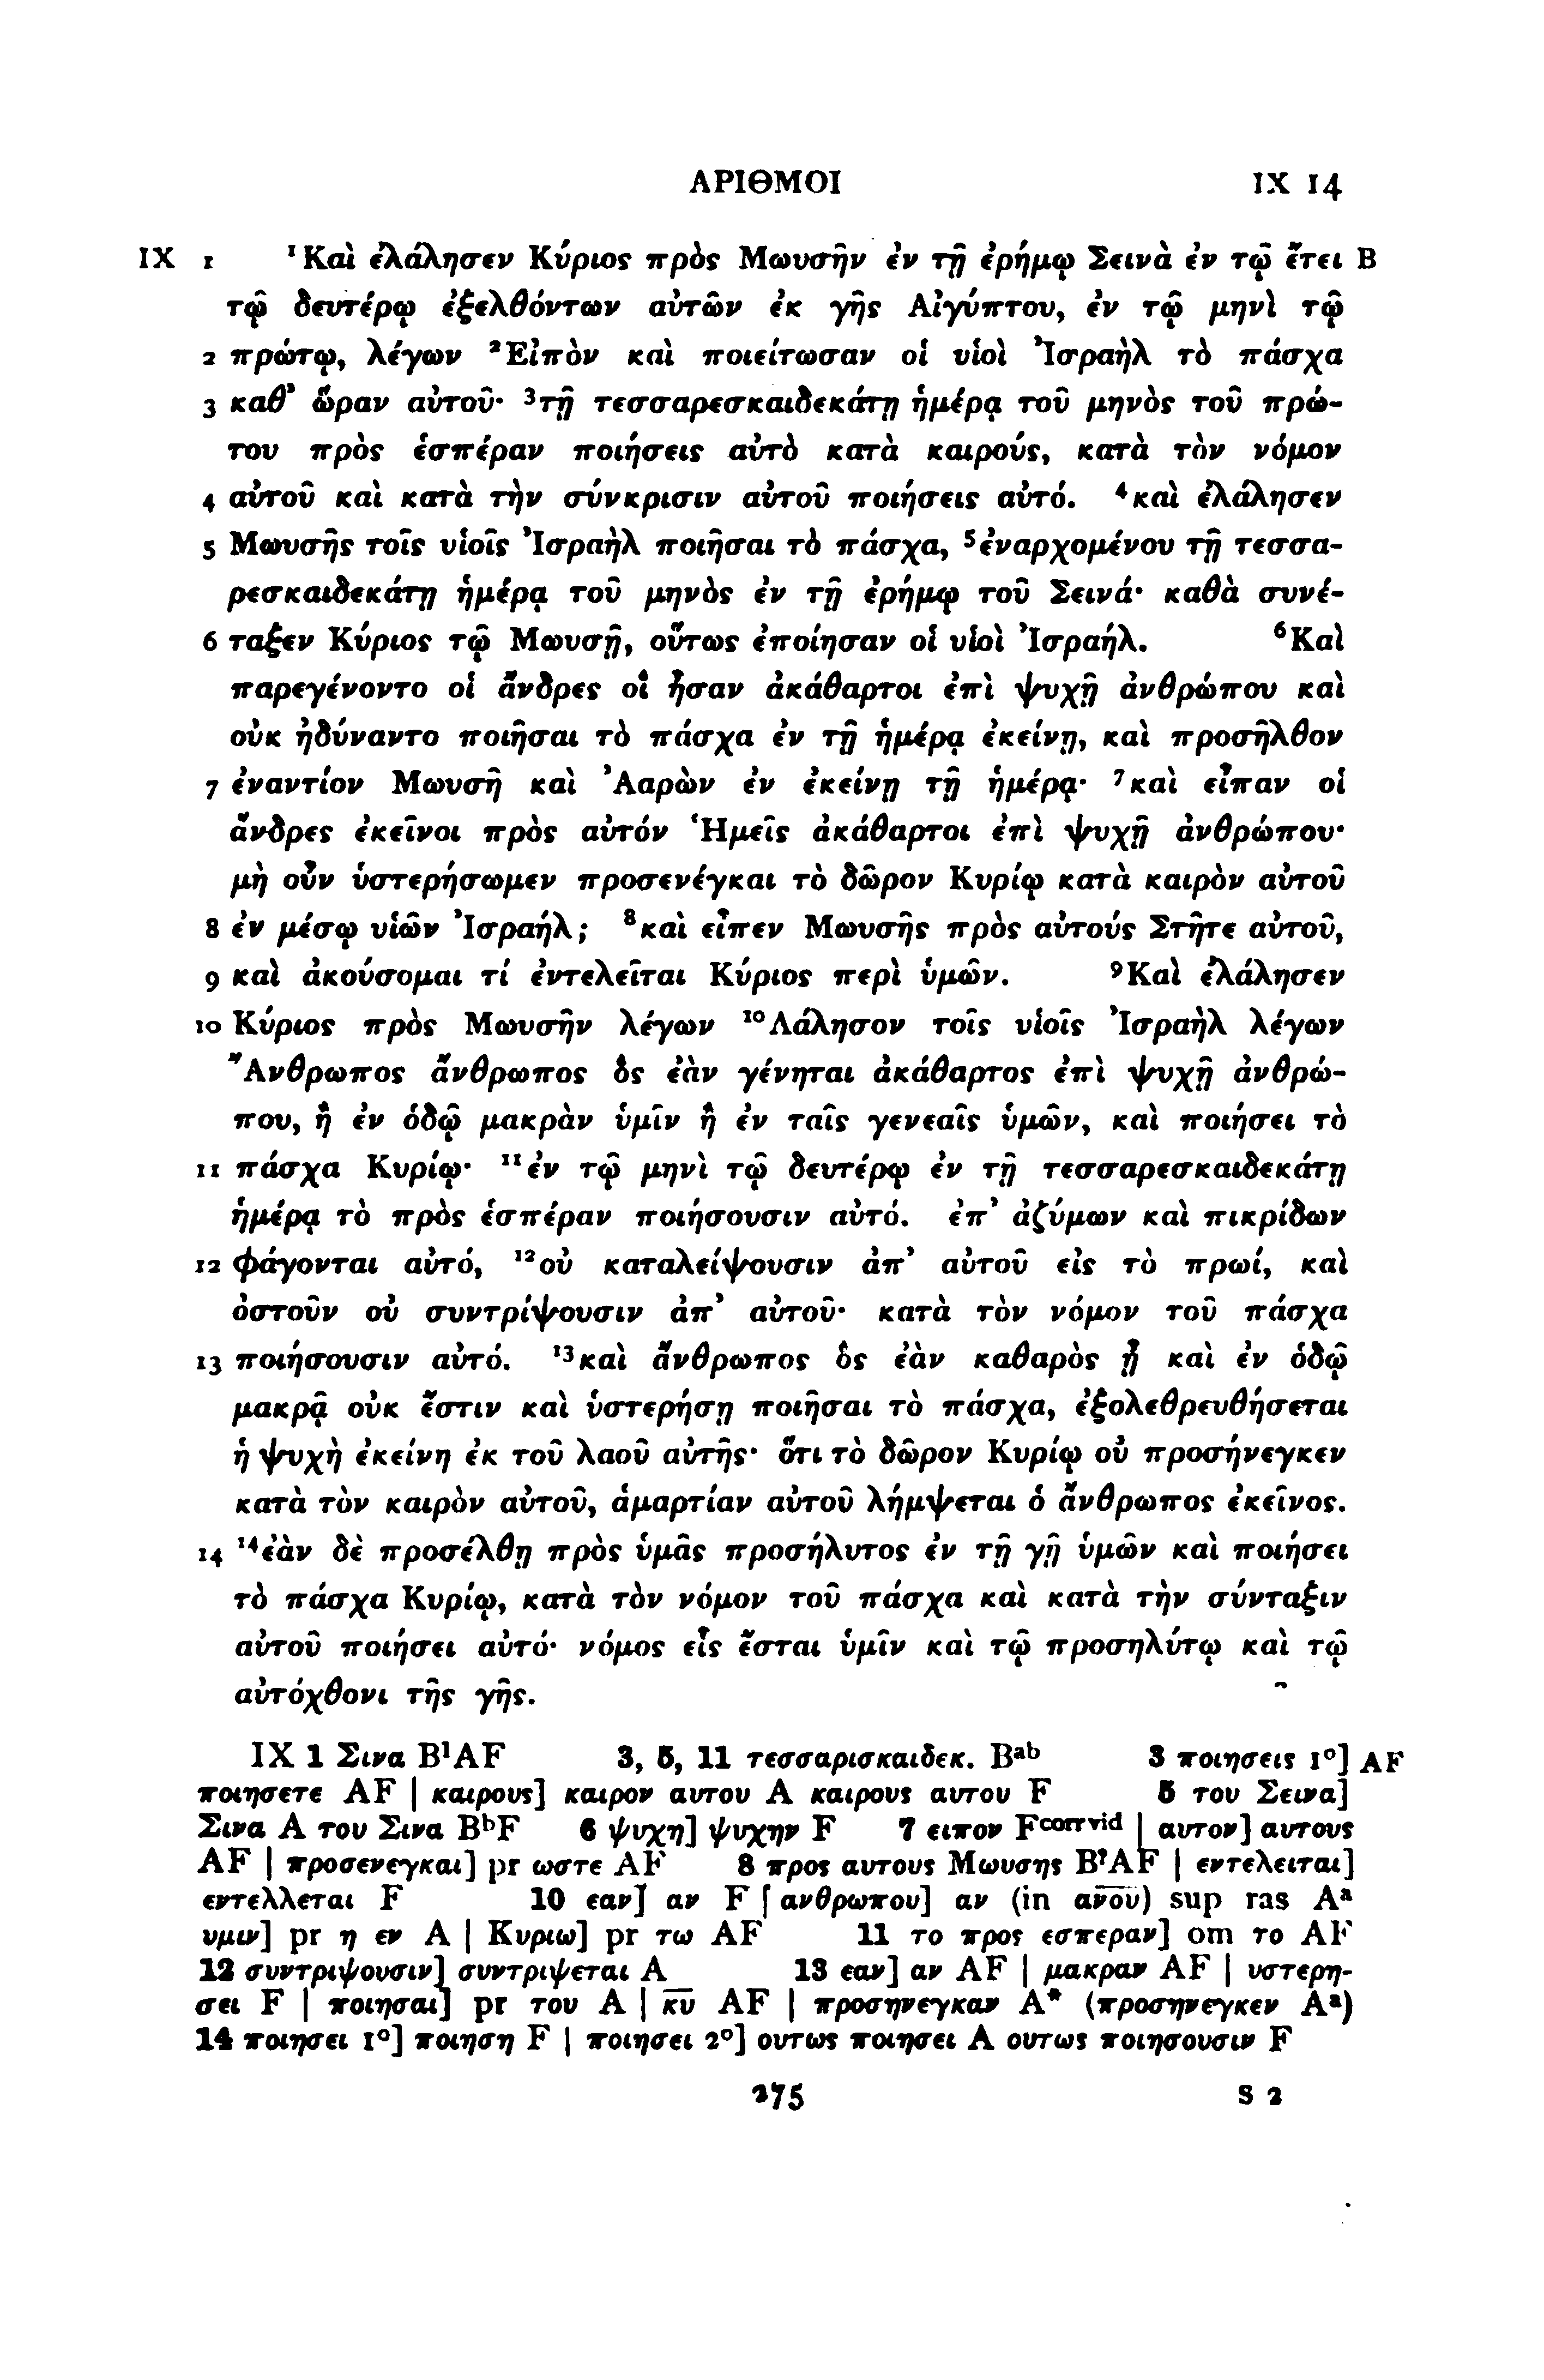 ΑΡΙΘΜΟΙ IX 14
IX 1 ¹Καὶ ἐλάλησεν Κύριος πρὸς Μωυσῆν ἐν τῇ ἐρήμῳ Σεινὰ ἐν τῷ ἔτει B
τῷ δευτέρῳ ἐξελθόντων αὐτῶν ἐκ γῆς Αἰγύπτου, ἐν τῷ μηνὶ τῷ
2 πρώτῳ, λέγων ²Εἰπὸν καὶ ποιείτωσαν οἱ υἱοὶ Ἰσραὴλ τὸ πάσχα
3 καθ' ὥραν αὐτοῦ· ³τῇ τεσσαρεσκαιδεκάτῃ ἡμέρᾳ τοῦ μηνὸς τοῦ πρώ-
του πρὸς ἑσπέραν ποιήσεις αὐτὸ κατὰ καιρούς, κατὰ τὸν νόμον
4 αὐτοῦ καὶ κατὰ τὴν σύνκρισιν αὐτοῦ ποιήσεις αὐτό. ⁴καὶ ἐλάλησεν
5 Μωυσῆς τοῖς υἱοῖς Ἰσραὴλ ποιῆσαι τὸ πάσχα, ⁵ἐναρχομένου τῇ τεσσα-
ρεσκαιδεκάτῃ ἡμέρᾳ τοῦ μηνὸς ἐν τῇ ἐρήμῳ τοῦ Σεινά· καθὰ συνέ-
6 ταξεν Κύριος τῷ Μωυσῇ, οὕτως ἐποίησαν οἱ υἱοὶ Ἰσραήλ. ⁶Καὶ
παρεγένοντο οἱ ἄνδρες οἳ ἦσαν ἀκάθαρτοι ἐπὶ ψυχῇ ἀνθρώπου καὶ
οὐκ ἠδύναντο ποιῆσαι τὸ πάσχα ἐν τῇ ἡμέρᾳ ἐκείνῃ, καὶ προσῆλθον
7 ἐναντίον Μωυσῆ καὶ Ἀαρὼν ἐν ἐκείνῃ τῇ ἡμέρᾳ· ⁷καὶ εἶπαν οἱ
ἄνδρες ἐκεῖνοι πρὸς αὐτόν Ἡμεῖς ἀκάθαρτοι ἐπὶ ψυχῇ ἀνθρώπου·
μὴ οὖν ὑστερήσωμεν προσενέγκαι τὸ δῶρον Κυρίῳ κατὰ καιρὸν αὐτοῦ
8 ἐν μέσῳ υἱῶν Ἰσραήλ; ⁸καὶ εἶπεν Μωυσῆς πρὸς αὐτούς Στῆτε αὐτοῦ,
9 καὶ ἀκούσομαι τί ἐντελεῖται Κύριος περὶ ὑμῶν. ⁹Καὶ ἐλάλησεν
10 Κύριος πρὸς Μωυσῆν λέγων ¹⁰Λάλησον τοῖς υἱοῖς Ἰσραὴλ λέγων
Ἄνθρωπος ἄνθρωπος ὃς ἐὰν γένηται ἀκάθαρτος ἐπὶ ψυχῇ ἀνθρώ-
που, ἢ ἐν ὁδῷ μακρὰν ὑμῖν ἢ ἐν ταῖς γενεαῖς ὑμῶν, καὶ ποιήσει τὸ
11 πάσχα Κυρίῳ· ¹¹ἐν τῷ μηνὶ τῷ δευτέρῳ ἐν τῇ τεσσαρεσκαιδεκάτῃ
ἡμέρᾳ τὸ πρὸς ἑσπέραν ποιήσουσιν αὐτό. ἐπ' ἀζύμων καὶ πικρίδων
12 φάγονται αὐτό, ¹²οὐ καταλείψουσιν ἀπ' αὐτοῦ εἰς τὸ πρωί, καὶ
ὀστοῦν οὐ συντρίψουσιν ἀπ' αὐτοῦ· κατὰ τὸν νόμον τοῦ πάσχα
13 ποιήσουσιν αὐτό. ¹³καὶ ἄνθρωπος ὃς ἐὰν καθαρὸς ᾖ καὶ ἐν ὁδῷ
μακρᾷ οὐκ ἔστιν καὶ ὑστερήσῃ ποιῆσαι τὸ πάσχα, ἐξολεθρευθήσεται
ἡ ψυχὴ ἐκείνη ἐκ τοῦ λαοῦ αὐτῆς· ὅτι τὸ δῶρον Κυρίῳ οὐ προσήνεγκεν
κατὰ τὸν καιρὸν αὐτοῦ, ἁμαρτίαν αὐτοῦ λήμψεται ὁ ἄνθρωπος ἐκεῖνος.
14 ¹⁴ἐὰν δὲ προσέλθῃ πρὸς ὑμᾶς προσήλυτος ἐν τῇ γῇ ὑμῶν καὶ ποιήσει
τὸ πάσχα Κυρίῳ, κατὰ τὸν νόμον τοῦ πάσχα καὶ κατὰ τὴν σύνταξιν
αὐτοῦ ποιήσει αὐτό· νόμος εἷς ἔσται ὑμῖν καὶ τῷ προσηλύτῳ καὶ τῷ
αὐτόχθονι τῆς γῆς.
IX 1 Σινα B¹AF 3, 5, 11 τεσσαρισκαιδεκ. Bᵃᵇ 3 ποιησεις 1°] AF
ποιησετε AF | καιρους] καιρον αυτου A καιρους αυτου F 5 του Σεινα]
Σινα A του Σινα BᵇF 6 ψυχη] ψυχην F 7 ειπον Fᶜᵒʳʳᵛⁱᵈ | αυτον] αυτους
AF | προσενεγκαι] pr ωστε AF 8 προς αυτους Μωυσης B?AF | εντελειται]
εντελλεται F 10 εαν] αν F | ανθρωπου] αν (in α̅ν̅ο̅υ̅) sup ras Aᵃ
υμιν] pr η εν A | Κυριω] pr τω AF 11 το προς εσπεραν] om το AF
12 συντριψουσιν] συντριψεται A 13 εαν] αν AF | μακραν AF | υστερη-
σει F | ποιησαι] pr του A | κ̅υ̅ AF | προσηνεγκαν A* (προσηνεγκεν Aᵃ)
14 ποιησει 1°] ποιηση F | ποιησει 2°] ουτως ποιησει A ουτως ποιησουσιν F
275 S 2